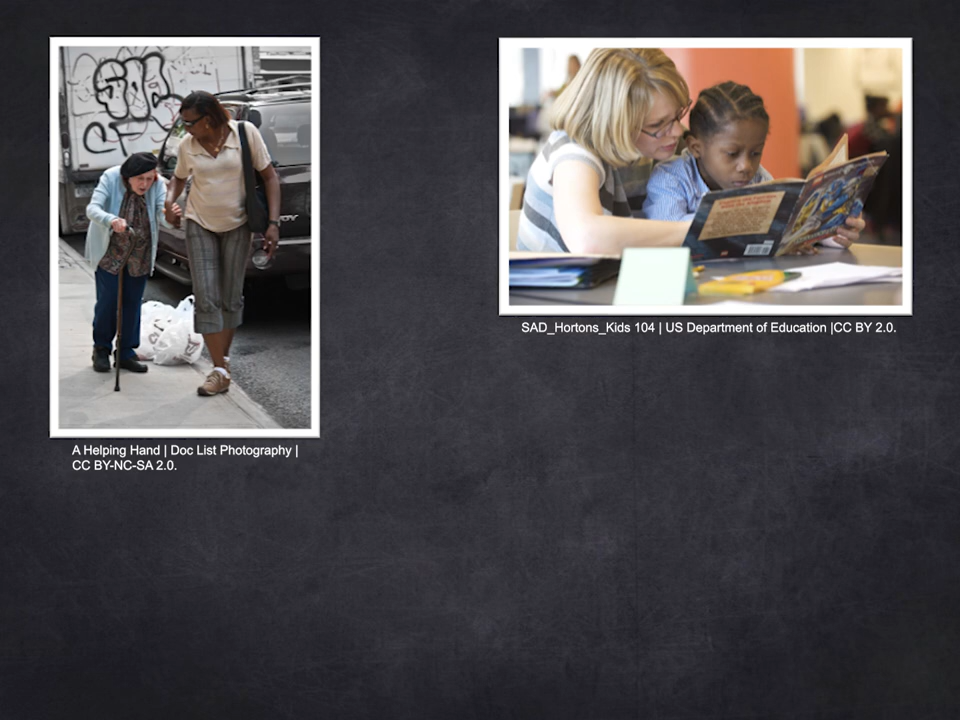 A Helping Hand | Doc List Photography |
CC BY-NC-SA 2.0.
SAD_Hortons_Kids 104 | US Department of Education |CC BY 2.0.